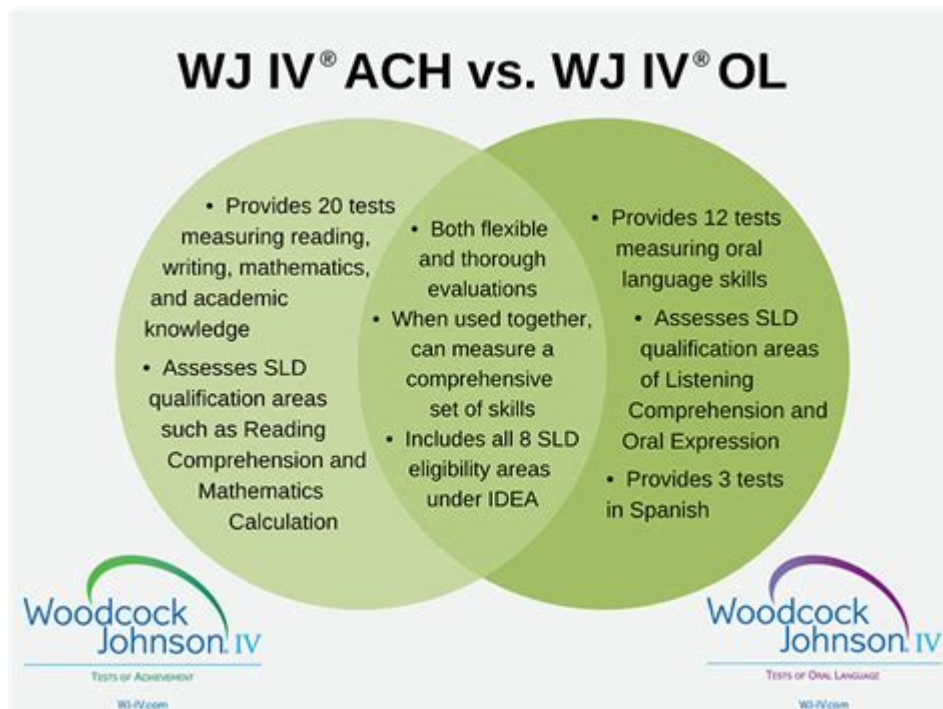 WJ IV® ACH vs. WJ IV® OL
• Provides 20 tests
measuring reading,
writing, mathematics,
and academic
knowledge
• Assesses SLD
qualification areas
such as Reading
Comprehension and
Mathematics
Calculation
• Both flexible
and thorough
evaluations
• When used together,
can measure a
comprehensive
set of skills
• Includes all 8 SLD
eligibility areas
under IDEA
• Provides 12 tests
measuring oral
language skills
• Assesses SLD
qualification areas
of Listening
Comprehension and
Oral Expression
• Provides 3 tests
in Spanish
Woodcock
Johnson IV
TESTS OF ACHIEVEMENT
WJ-IV.com
Woodcock
Johnson IV
TESTS OF ORAL LANGUAGE
WJ-IV.com